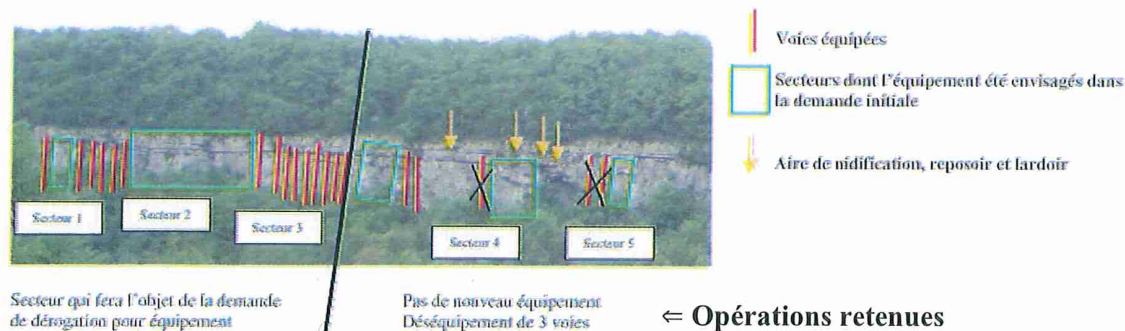 Voies équipées
Secteurs dont l'équipement été envisagés dans
la demande initiale
Aire de nidification, reposoir et lardoir
Secteur 1
Secteur 2
Secteur 3
Secteur 4
Secteur 5
Secteur qui fera l'objet de la demande
de dérogation pour équipement
Pas de nouveau équipement
Déséquipement de 3 voies
⇐ Opérations retenues